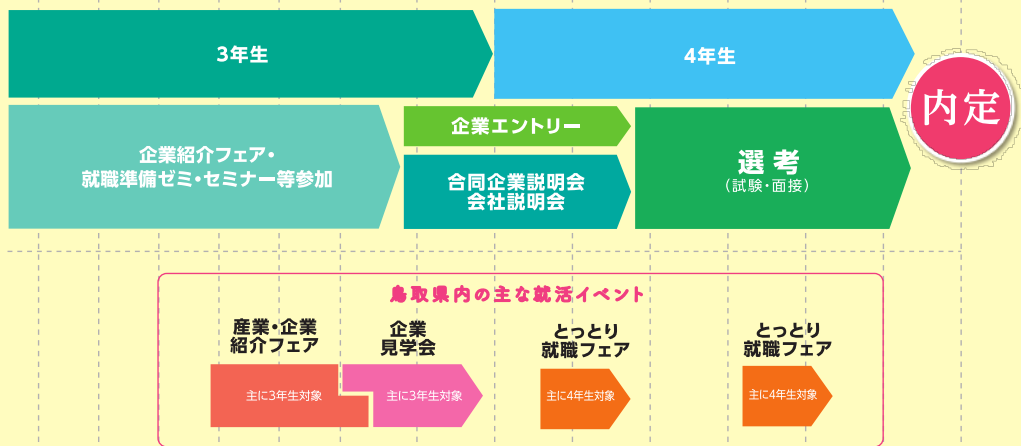 3年生
4年生
内定
企業紹介フェア・
就職準備ゼミ・セミナー等参加
企業エントリー
合同企業説明会
会社説明会
選考
（試験・面接）
鳥取県内の主な就活イベント
産業・企業
紹介フェア
企業
見学会
とっとり
就職フェア
とっとり
就職フェア
主に3年生対象
主に3年生対象
主に4年生対象
主に4年生対象